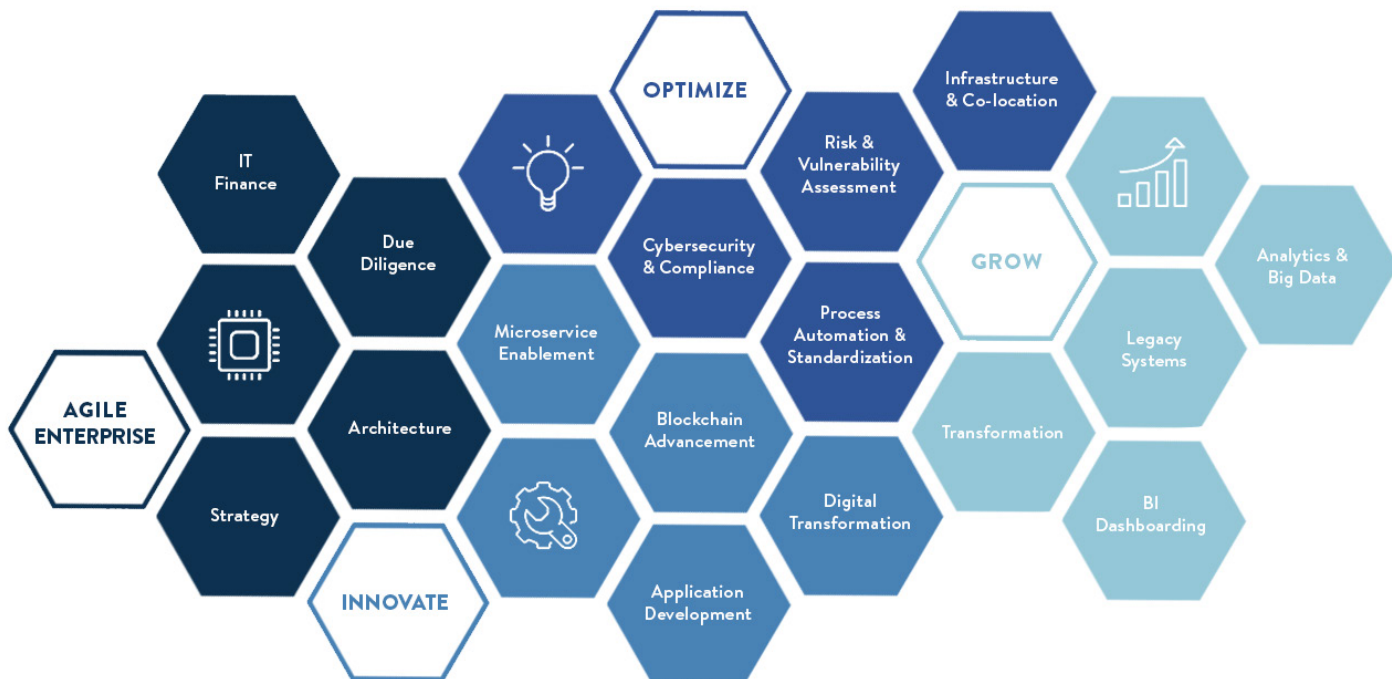 OPTIMIZE
Infrastructure
& Co-location
IT
Finance
Risk &
Vulnerability
Assessment
Due
Diligence
Cybersecurity
& Compliance
GROW
Analytics &
Big Data
Microservice
Enablement
Process
Automation &
Standardization
Legacy
Systems
AGILE
ENTERPRISE
Architecture
Blockchain
Advancement
Transformation
Strategy
Digital
Transformation
BI
Dashboarding
INNOVATE
Application
Development